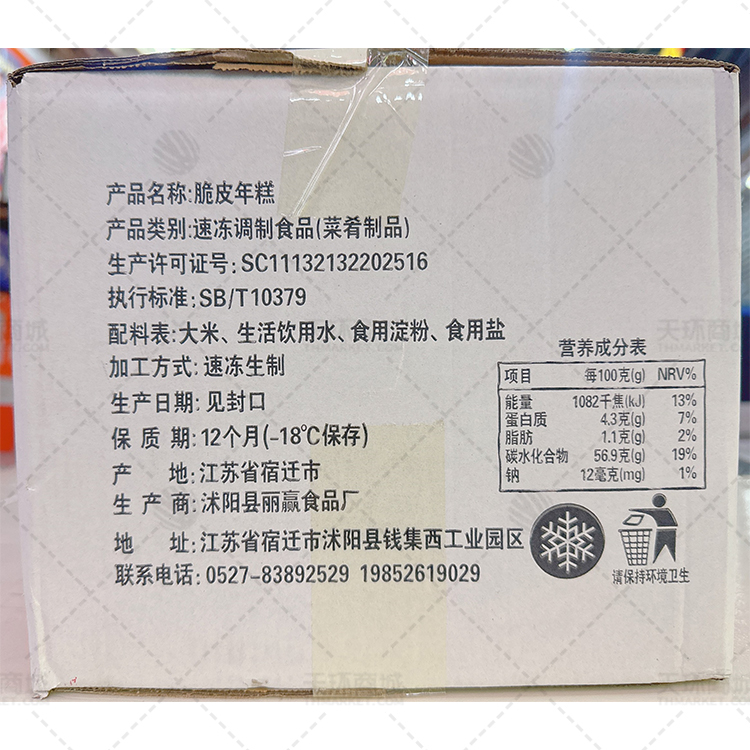 产品名称:脆皮年糕
产品类别:速冻调制食品(菜肴制品)
生产许可证号:SC11132132202516
执行标准:SB/T10379
配料表:大米、生活饮用水、食用淀粉、食用盐
加工方式:速冻生制
生产日期:见封口
保 质 期:12个月(-18℃保存)
产 地:江苏省宿迁市
生 产 商:沭阳县丽赢食品厂
地 址:江苏省宿迁市沭阳县钱集西工业园区
联系电话:0527-83892529 19852619029
营养成分表
项目 每100克(g) NRV%
能量 1082千焦(kJ) 13%
蛋白质 4.3克(g) 7%
脂肪 1.1克(g) 2%
碳水化合物 56.9克(g) 19%
钠 12毫克(mg) 1%
请保持环境卫生
天环商城